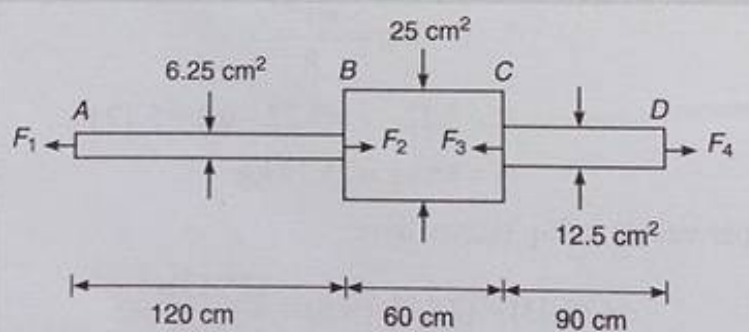 25 cm²
6.25 cm²
B
C
A
D
F₁
F₂
F₃
F₄
12.5 cm²
120 cm
60 cm
90 cm